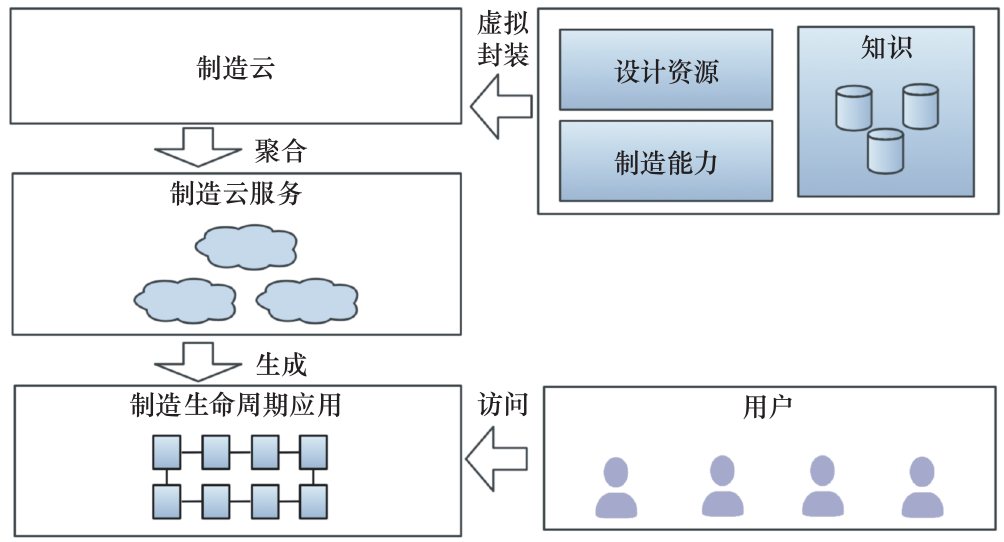 制造云
虚拟
封装
设计资源
制造能力
知识
聚合
制造云服务
生成
制造生命周期应用
访问
用户